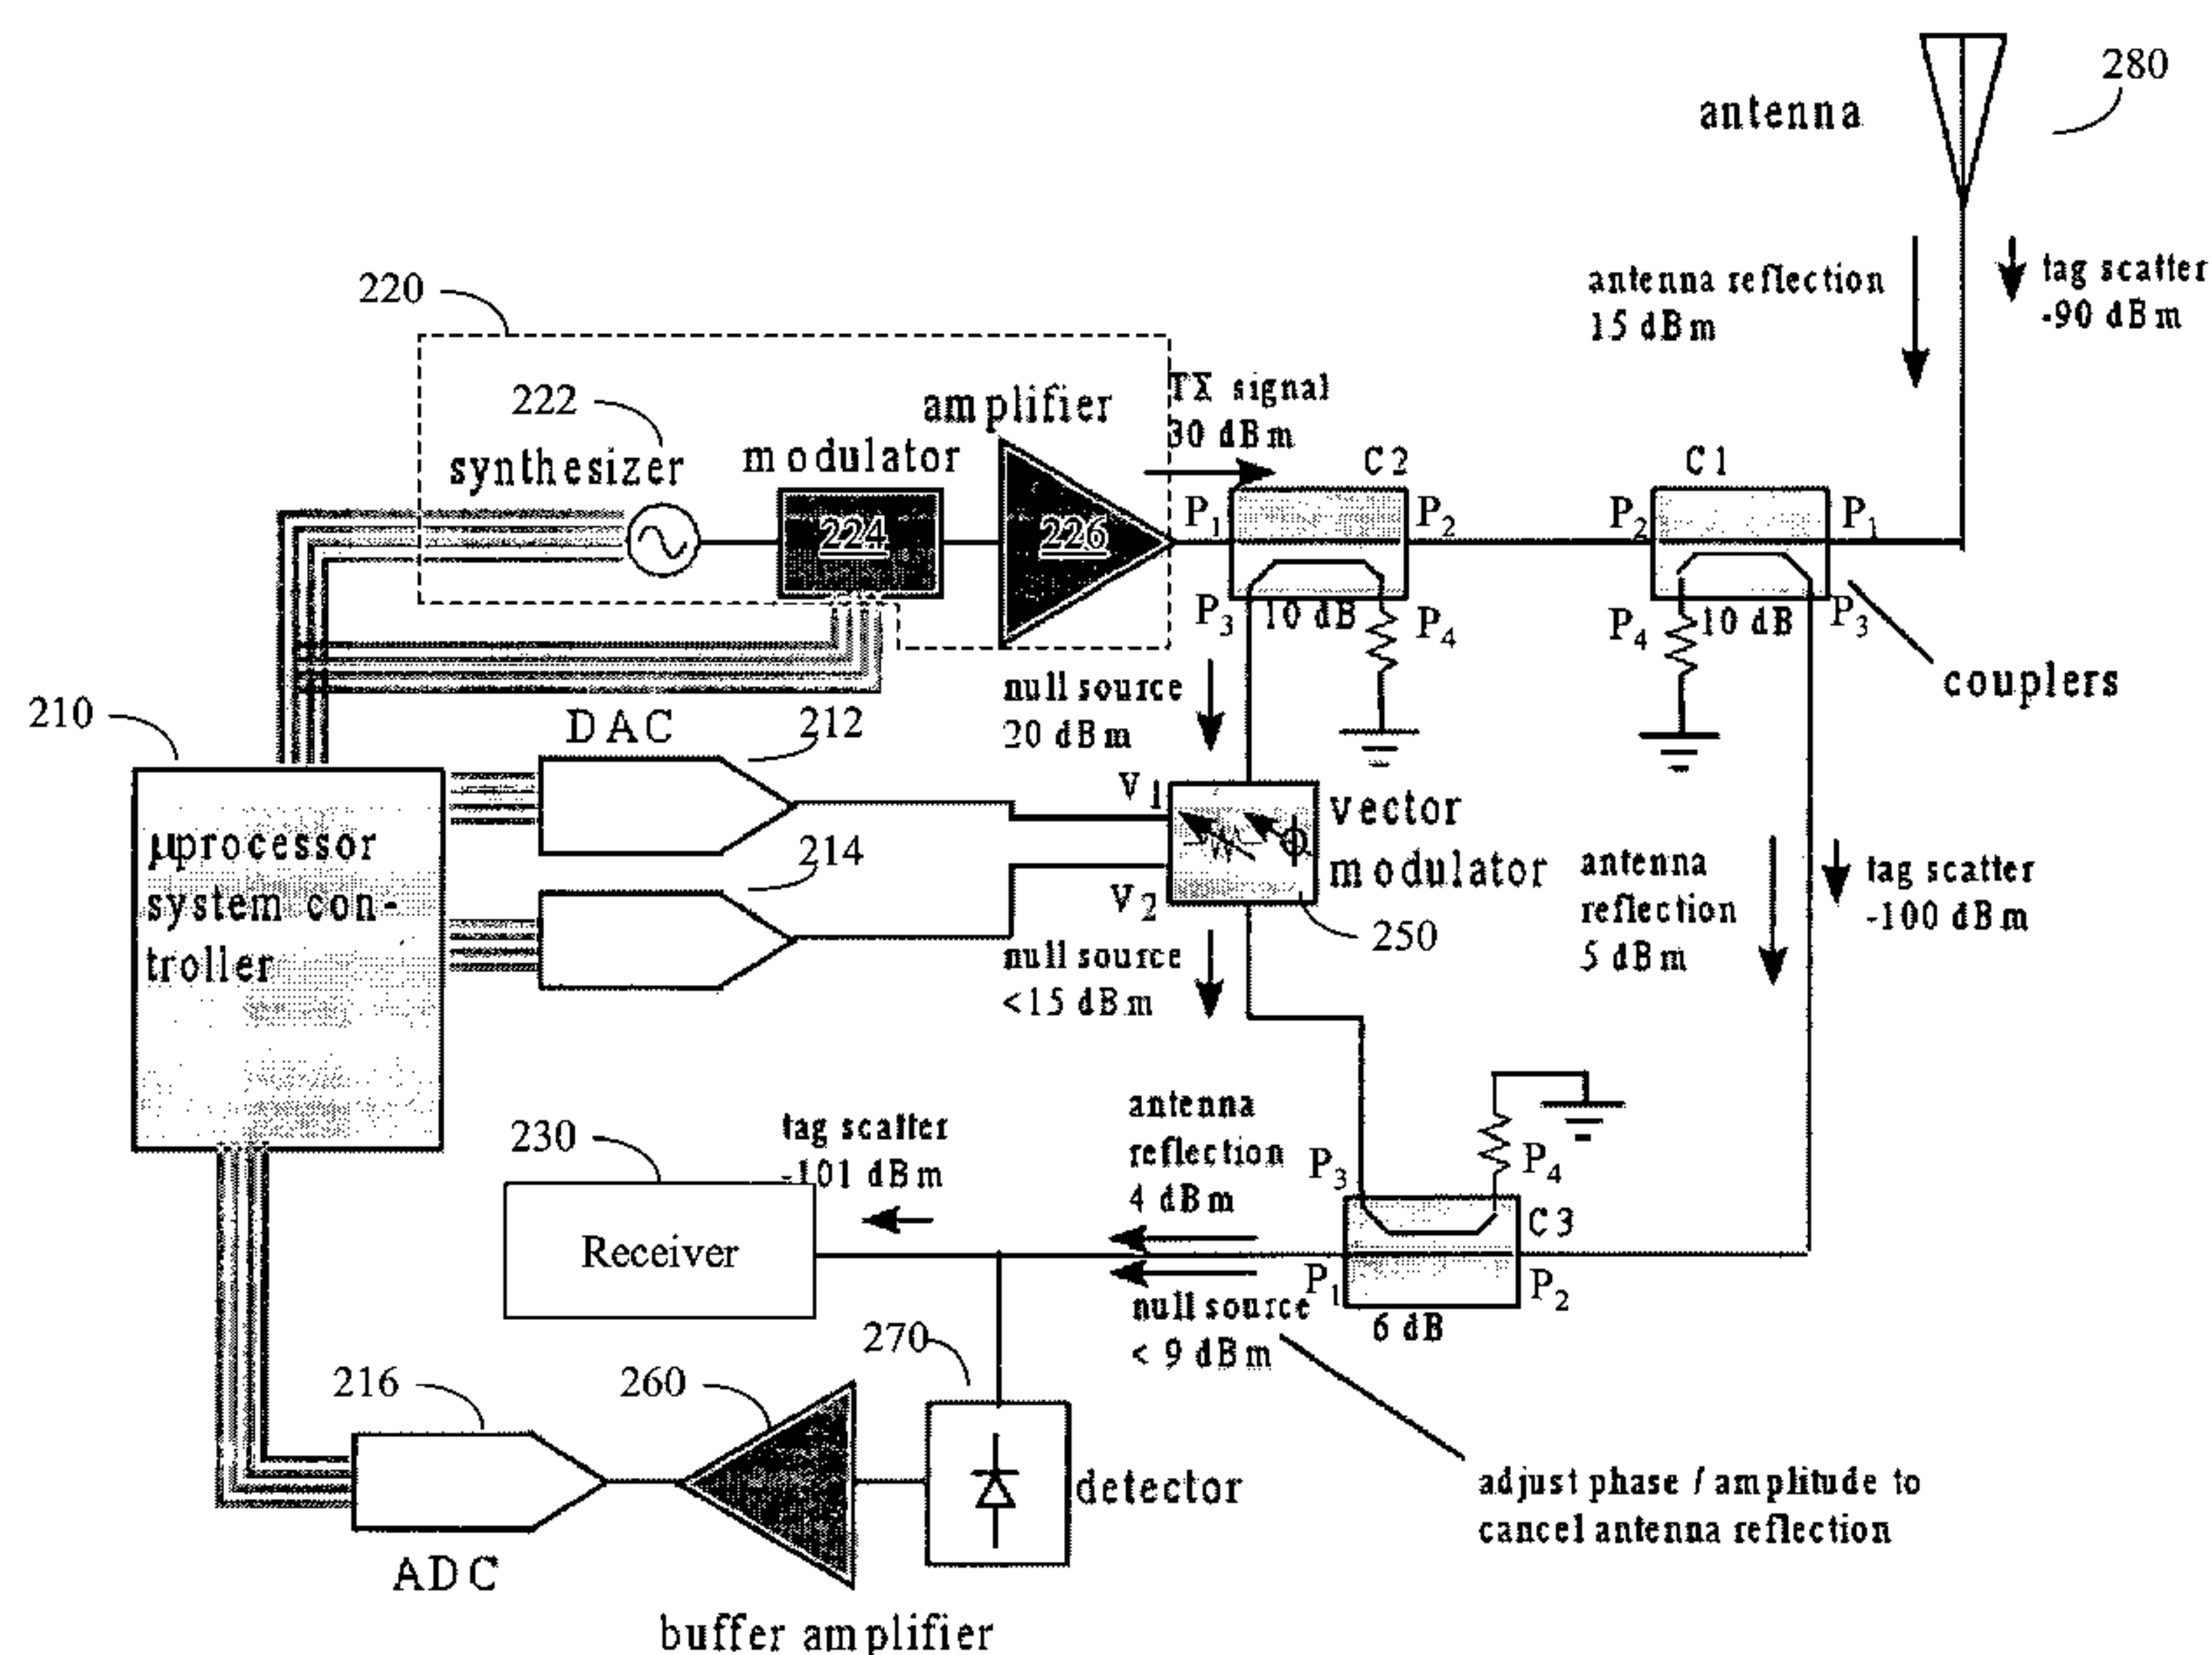 280
antenna
antenna reflection
15 dBm
tag scatter
-90 dBm
220
222
synthesizer
modulator
amplifier
TΣ signal
30 dBm
224
226
C2
C1
P1
P2
P2
P1
P3
10 dB
P4
P4
10 dB
P3
couplers
null source
20 dBm
210
DAC
212
214
μprocessor
system con-
troller
V1
V2
vector
modulator
250
φ
null source
<15 dBm
antenna
reflection
5 dBm
tag scatter
-100 dBm
230
tag scatter
-101 dBm
Receiver
antenna
reflection
4 dBm
P3
P4
C3
P1
P2
6 dB
null source
< 9 dBm
270
260
216
detector
ADC
buffer amplifier
adjust phase / amplitude to
cancel antenna reflection